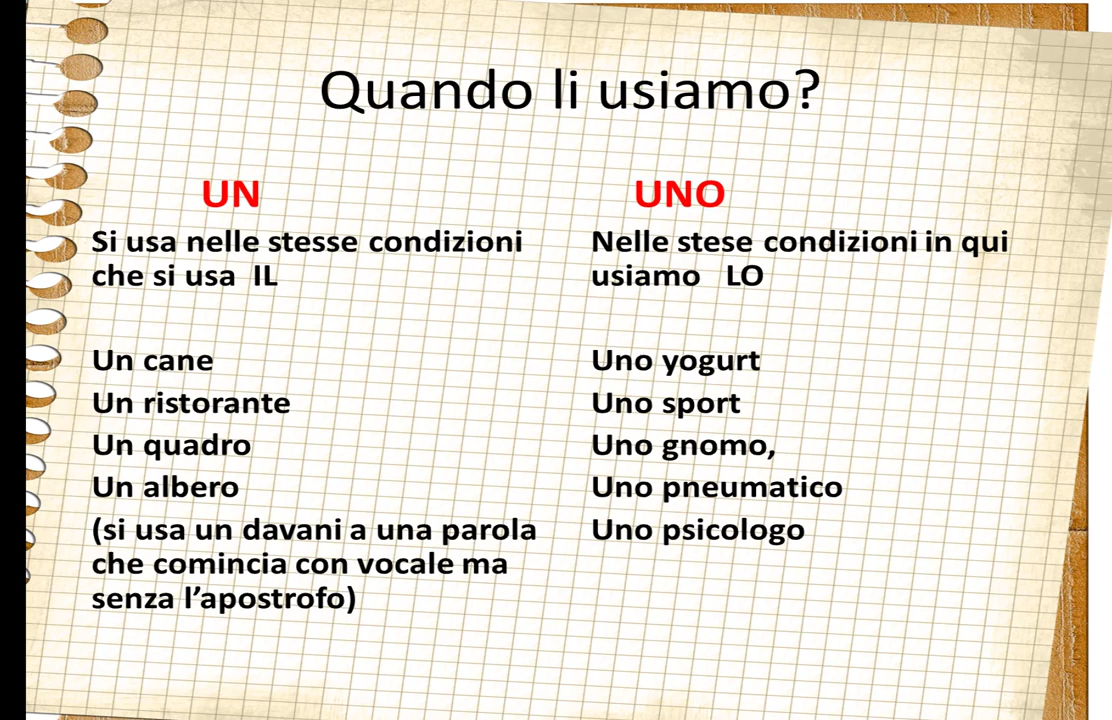 Quando li usiamo?
UN
Si usa nelle stesse condizioni
che si usa IL
Un cane
Un ristorante
Un quadro
Un albero
(si usa un davani a una parola
che comincia con vocale ma
senza l'apostrofo)
UNO
Nelle stese condizioni in qui
usiamo LO
Uno yogurt
Uno sport
Uno gnomo,
Uno pneumatico
Uno psicologo